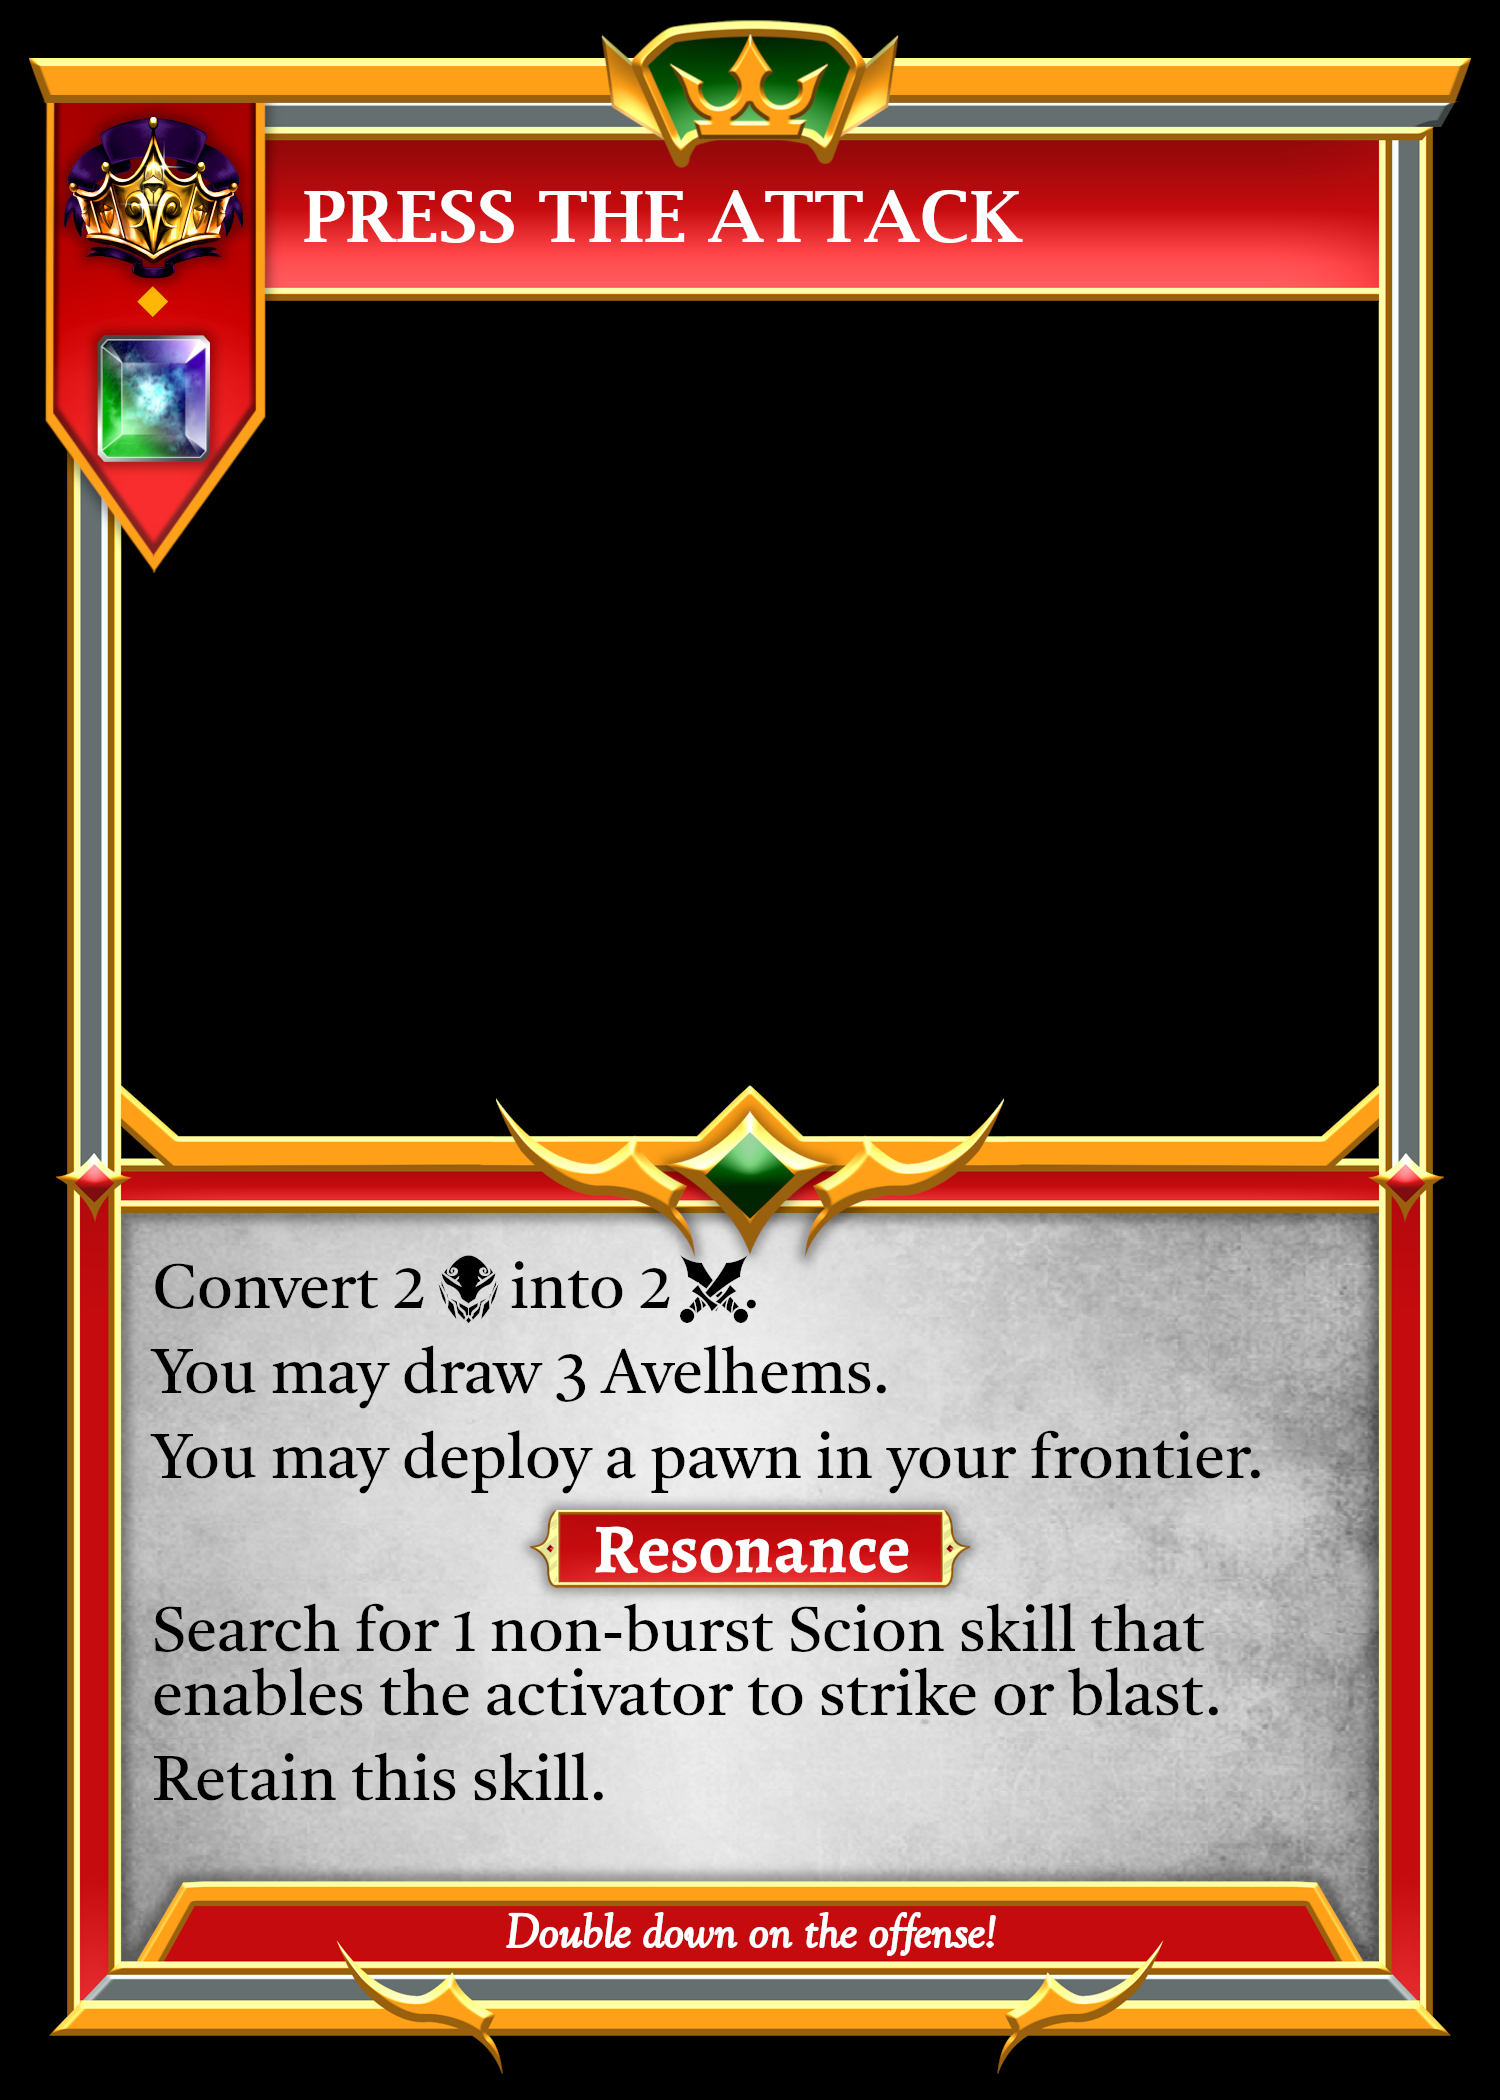 PRESS THE ATTACK
Convert 2 into 2 .
You may draw 3 Avelhems.
You may deploy a pawn in your frontier.
Resonance
Search for 1 non-burst Scion skill that
enables the activator to strike or blast.
Retain this skill.
Double down on the offense!